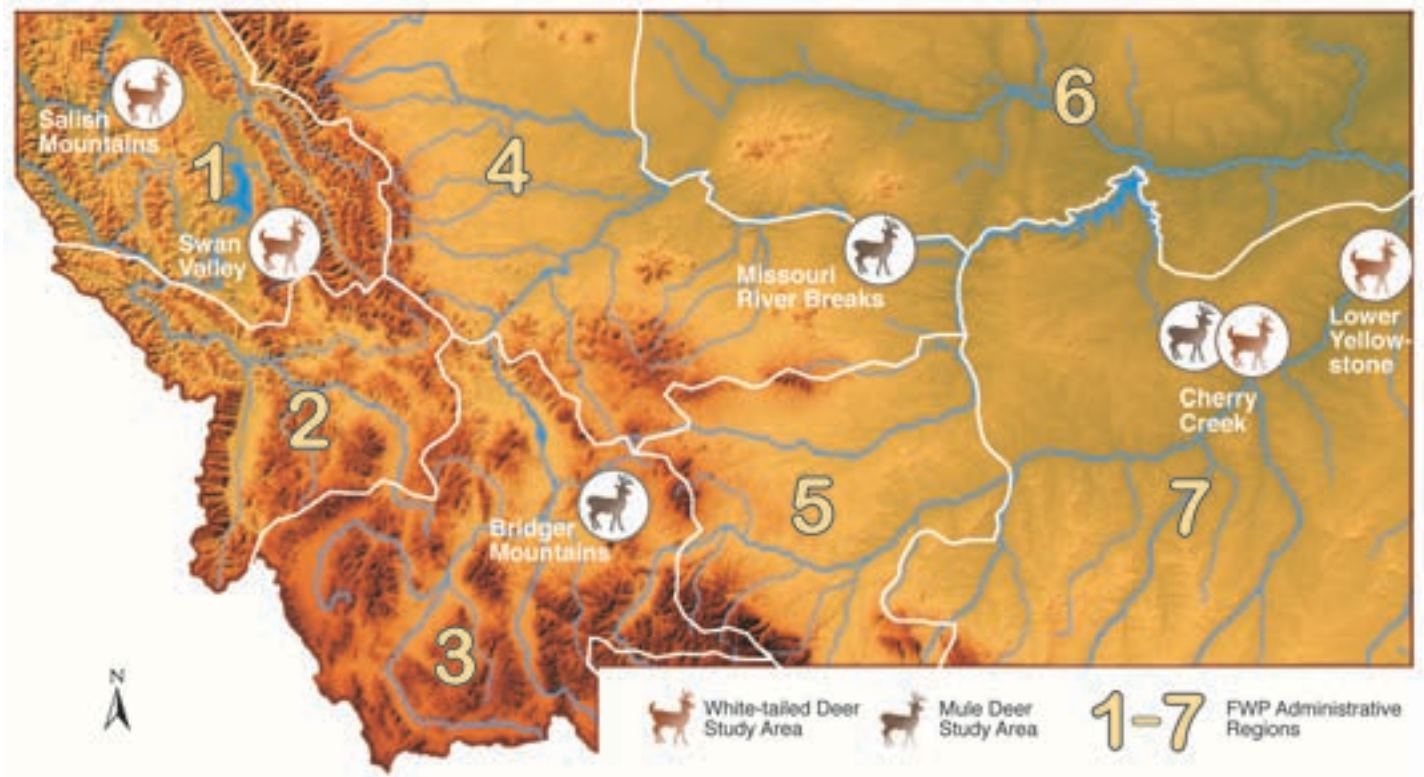 Salish
Mountains
1
Swan
Valley
4
6
Missouri
River Breaks
Lower
Yellow-
stone
Cherry
Creek
2
Bridger
Mountains
5
7
3
N
White-tailed Deer
Study Area
Mule Deer
Study Area
1-7
FWP Administrative
Regions